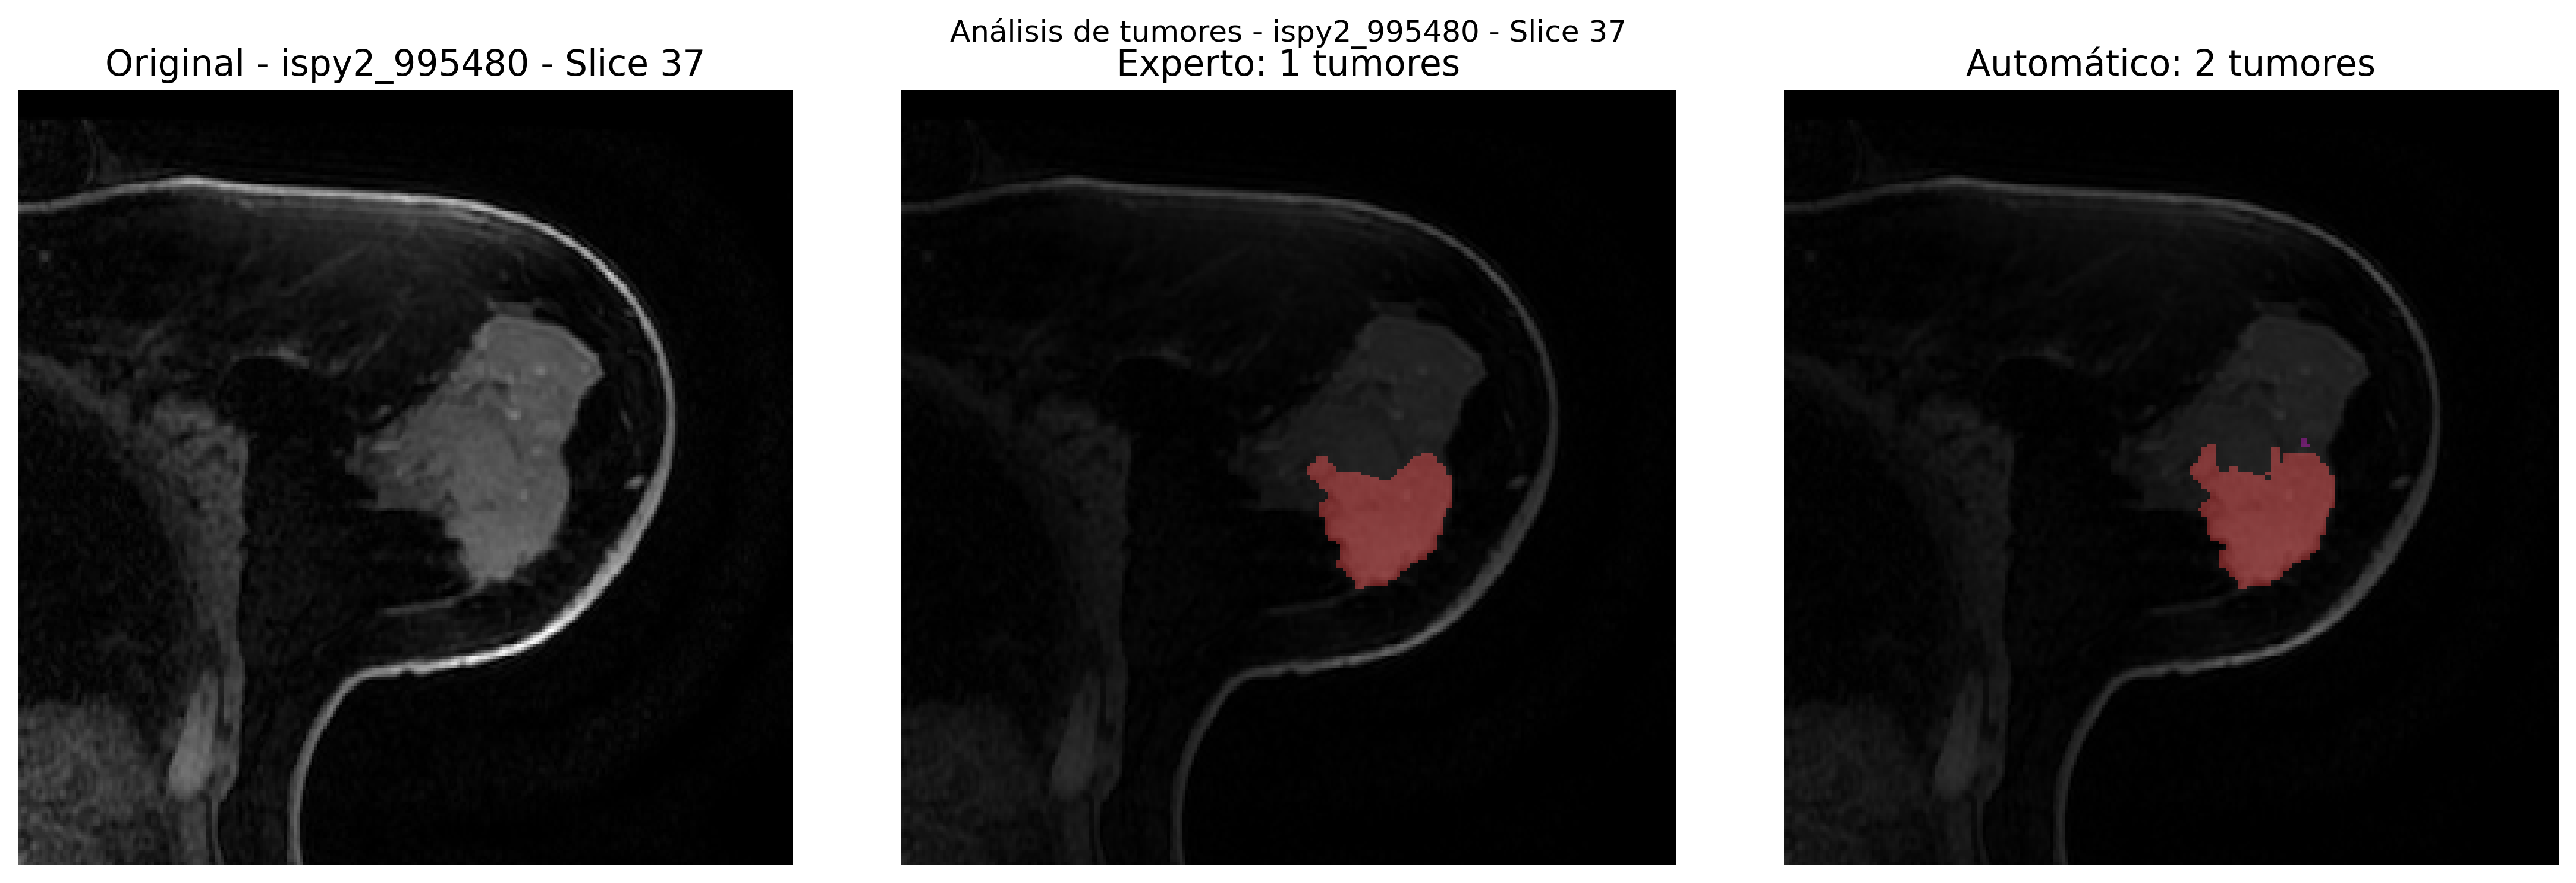 Análisis de tumores - ispy2_995480 - Slice 37
Original - ispy2_995480 - Slice 37
Experto: 1 tumores
Automático: 2 tumores